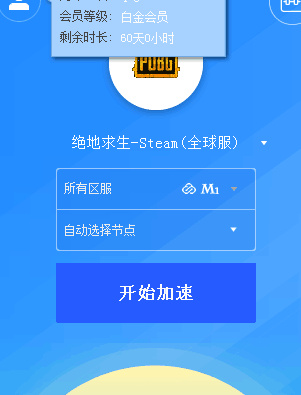 会员等级： 白金会员
剩余时长： 60天0小时
PUBG
绝地求生-Steam(全球服)
所有区服 M1
自动选择节点
开始加速